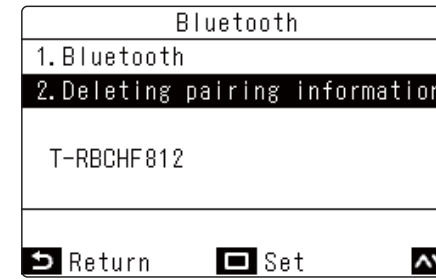 Bluetooth
1.Bluetooth
2.Deleting pairing information
T-RBCHF812
Return Set